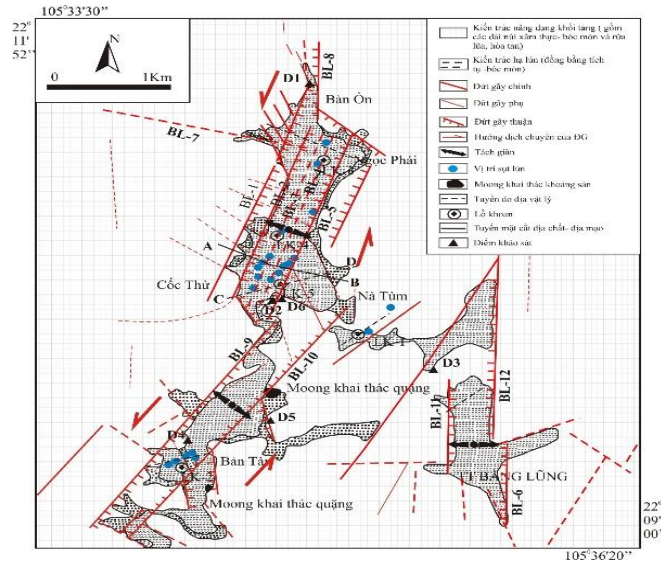 105°33'30"
22°
11'
52"
N
0 1Km
Kiến trúc nâng dạng khối tảng ( gồm
các dải núi xâm thực- bóc mòn và rửa
lũa, hòa tan)
Kiến trúc hạ lún (đồng bằng tích
tụ -bóc mòn)
Đứt gãy chính
Đứt gãy phụ
Đứt gãy thuận
Hướng dịch chuyển của ĐG
Tách giãn
Vị trí sụt lún
Moong khai thác khoáng sản
Tuyến đo địa vật lý
Lỗ khoan
Tuyến mặt cắt địa chất- địa mạo
Điểm khảo sát
D1
BL-8
Bản Ỏn
BL-7
Ngọc Phái
BL-1
BL-5
A
D
B
Cốc Thử
C
D2
D6
Nà Tùm
BL-9
BL-10
D3
BL-12
BL-11
Moong khai thác quặng
D5
D4
Bản Tàn
BẰNG LŨNG
BL-6
Moong khai thác quặng
22°
09'
00"
105°36'20"